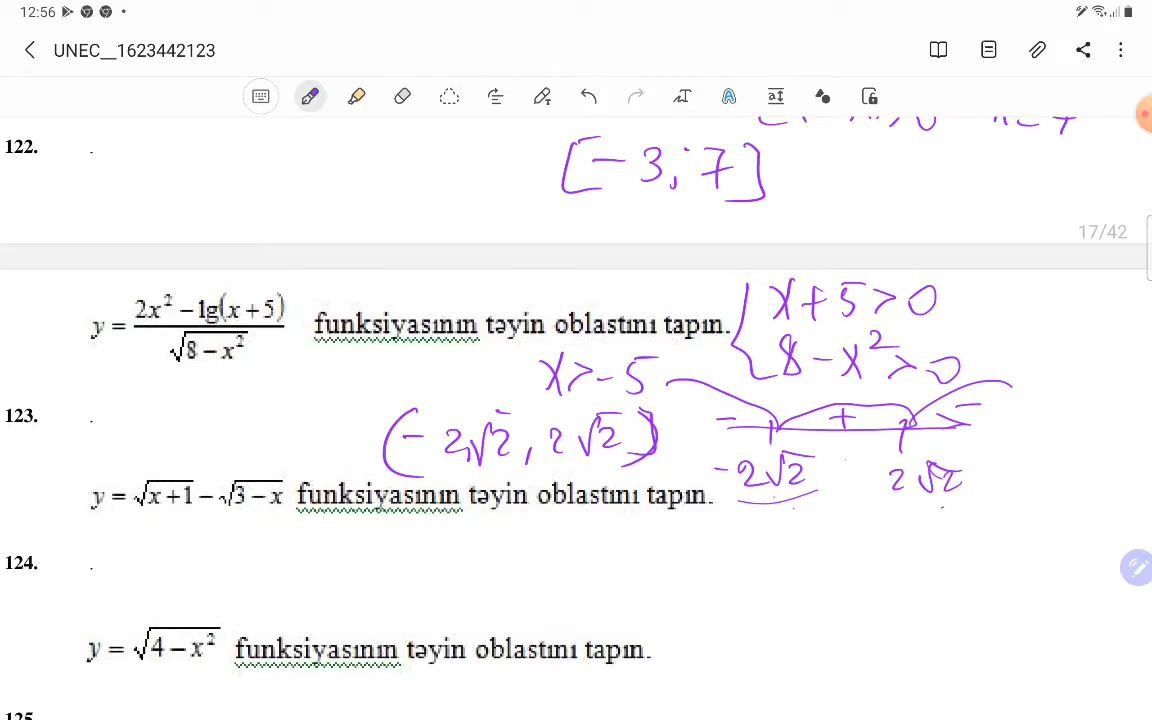 12:56
UNEC__1623442123
122. .
[-3; 7]
17/42
y = 2x² − lg(x + 5) / √8 − x² funksiyasının təyin oblastını tapın.
x + 5 > 0
8 − x² > 0
x > -5
− + −
(-2√2, 2√2)
-2√2 2√2
123. .
y = √x + 1 − √3 − x funksiyasının təyin oblastını tapın.
124. .
y = √4 − x² funksiyasının təyin oblastını tapın.